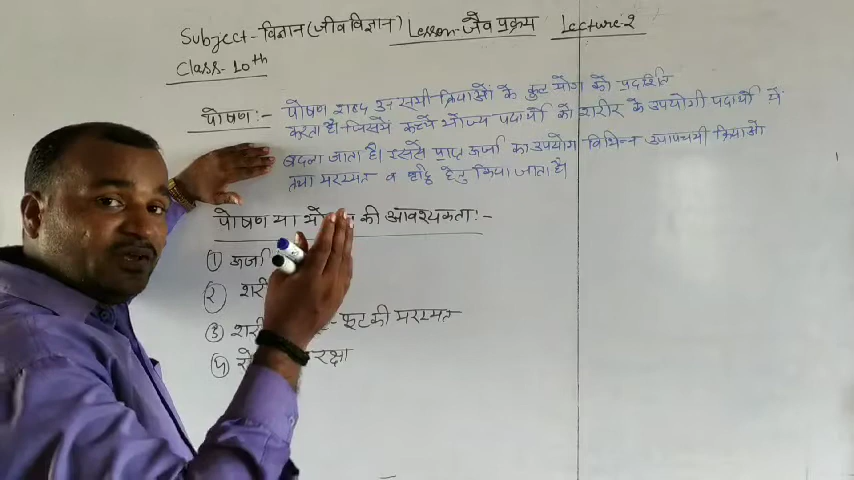 Subject - विज्ञान (जीव विज्ञान) Lesson - जैव प्रक्रम Lecture-2
Class - 10th
पोषण :- पोषण शब्द उन सभी क्रियाओं के कुल योग को प्रदर्शित
करता है जिसमें कच्चे भोज्य पदार्थों को शरीर के उपयोगी पदार्थों में
बदला जाता है। इससे प्राप्त ऊर्जा का उपयोग विभिन्न उपापचयी क्रियाओं
तथा मरम्मत व वृद्धि हेतु किया जाता है।
पोषण या की आवश्यकता :-
① ऊर्जा
②
③ - फूट की मरम्मत
④ रक्षा